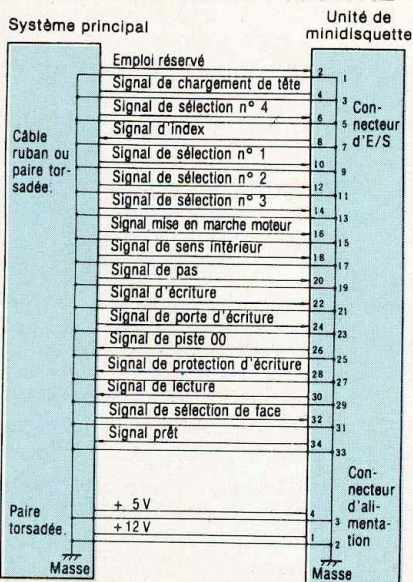 Système principal
Unité de
minidisquette
Emploi réservé
2
1
Signal de chargement de tête
4
3
Signal de sélection nº 4
6
5
Con-
necteur
d'E/S
Signal d'index
8
7
Câble
ruban ou
paire tor-
sadée.
Signal de sélection nº 1
10
9
Signal de sélection nº 2
12
11
Signal de sélection nº 3
14
13
Signal mise en marche moteur
16
15
Signal de sens intérieur
18
17
Signal de pas
20
19
Signal d'écriture
22
21
Signal de porte d'écriture
24
23
Signal de piste 00
26
25
Signal de protection d'écriture
28
27
Signal de lecture
30
29
Signal de sélection de face
32
31
Signal prêt
34
33
Con-
necteur
d'ali-
menta-
tion
Paire
torsadée.
+ 5 V
4
3
+ 12 V
1
2
Masse
Masse